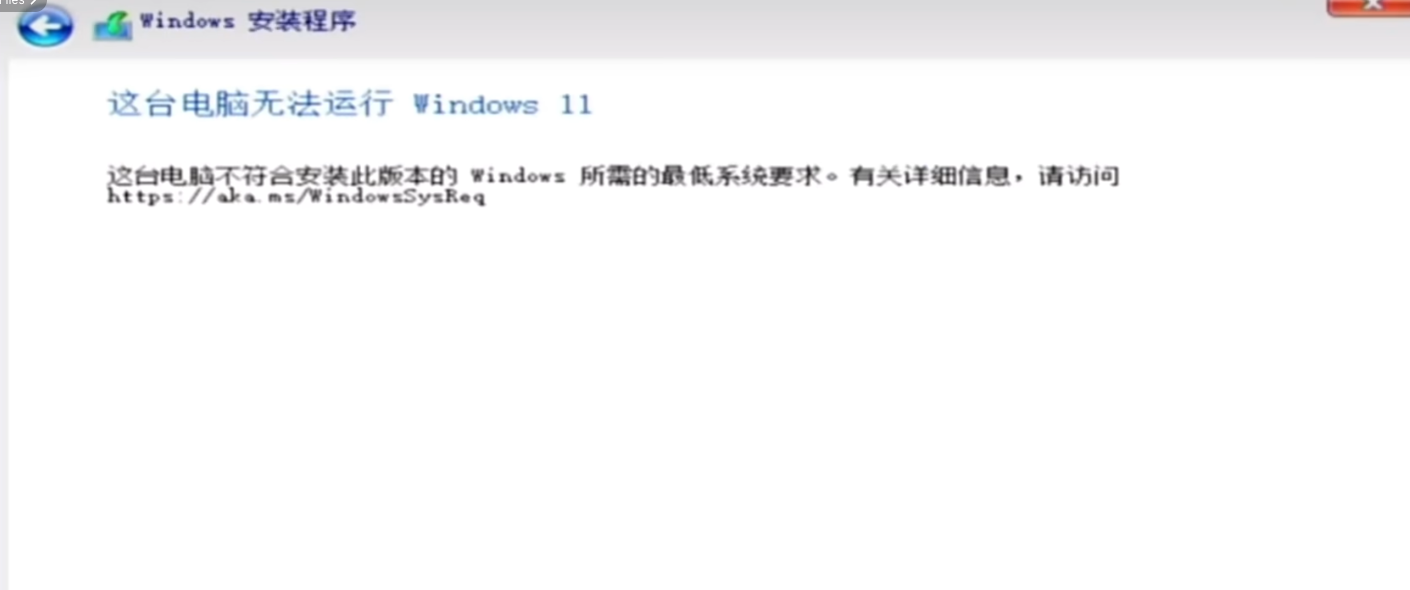 Windows 安装程序
这台电脑无法运行 Windows 11
这台电脑不符合安装此版本的 Windows 所需的最低系统要求。有关详细信息，请访问
https://aka.ms/WindowsSysReq